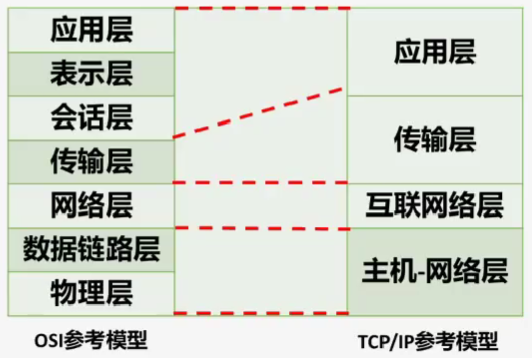 应用层
表示层
会话层
传输层
网络层
数据链路层
物理层
OSI参考模型
应用层
传输层
互联网络层
主机-网络层
TCP/IP参考模型